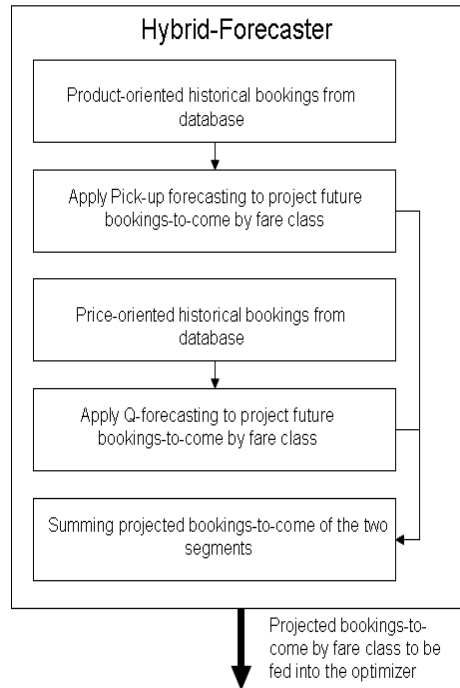 Hybrid-Forecaster
Product-oriented historical bookings from
database
Apply Pick-up forecasting to project future
bookings-to-come by fare class
Price-oriented historical bookings from
database
Apply Q-forecasting to project future
bookings-to-come by fare class
Summing projected bookings-to-come of the two
segments
Projected bookings-to-
come by fare class to be
fed into the optimizer